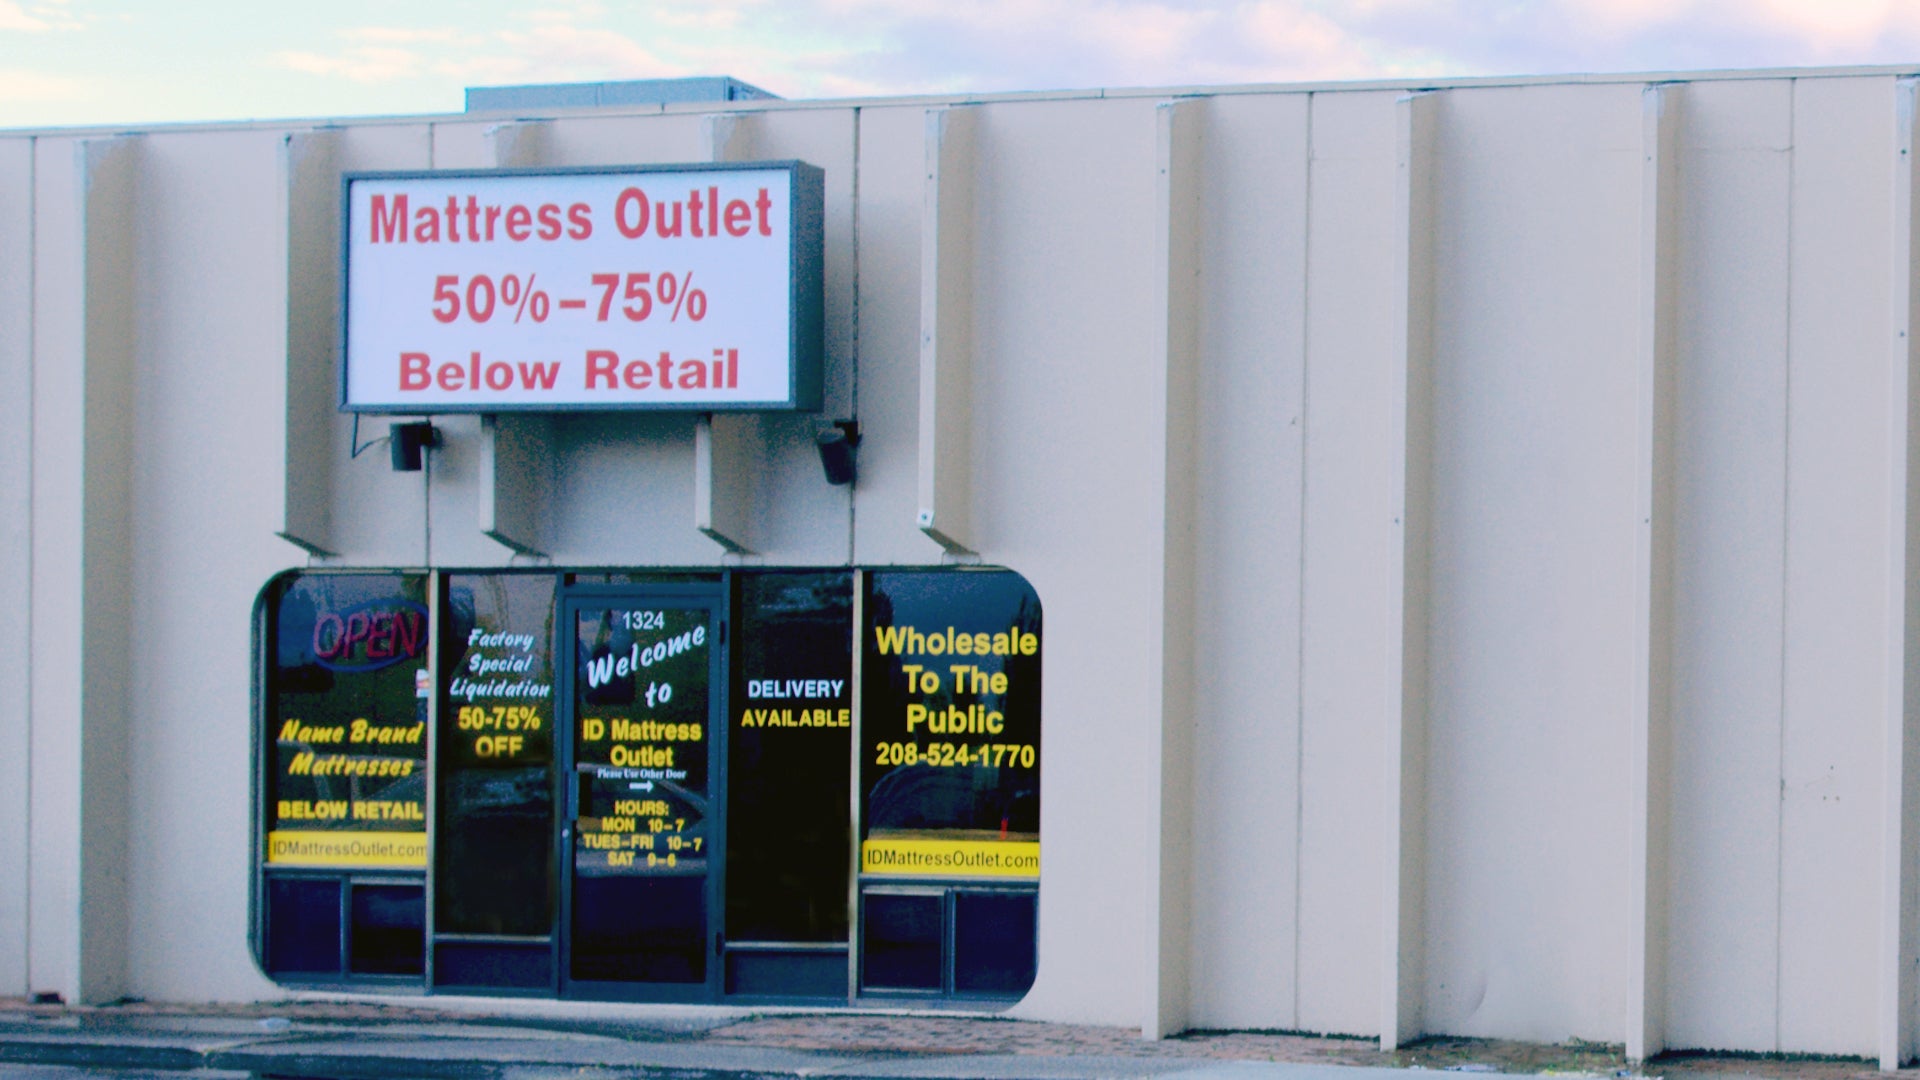 Mattress Outlet
50%-75%
Below Retail
OPEN
Name Brand
Mattresses
BELOW RETAIL
IDMattressOutlet.com
Factory
Special
Liquidation
50-75%
OFF
1324
Welcome
to
ID Mattress
Outlet
Please Use Other Door
HOURS:
MON 10-7
TUES-FRI 10-7
SAT 9-6
DELIVERY
AVAILABLE
Wholesale
To The
Public
208-524-1770
IDMattressOutlet.com